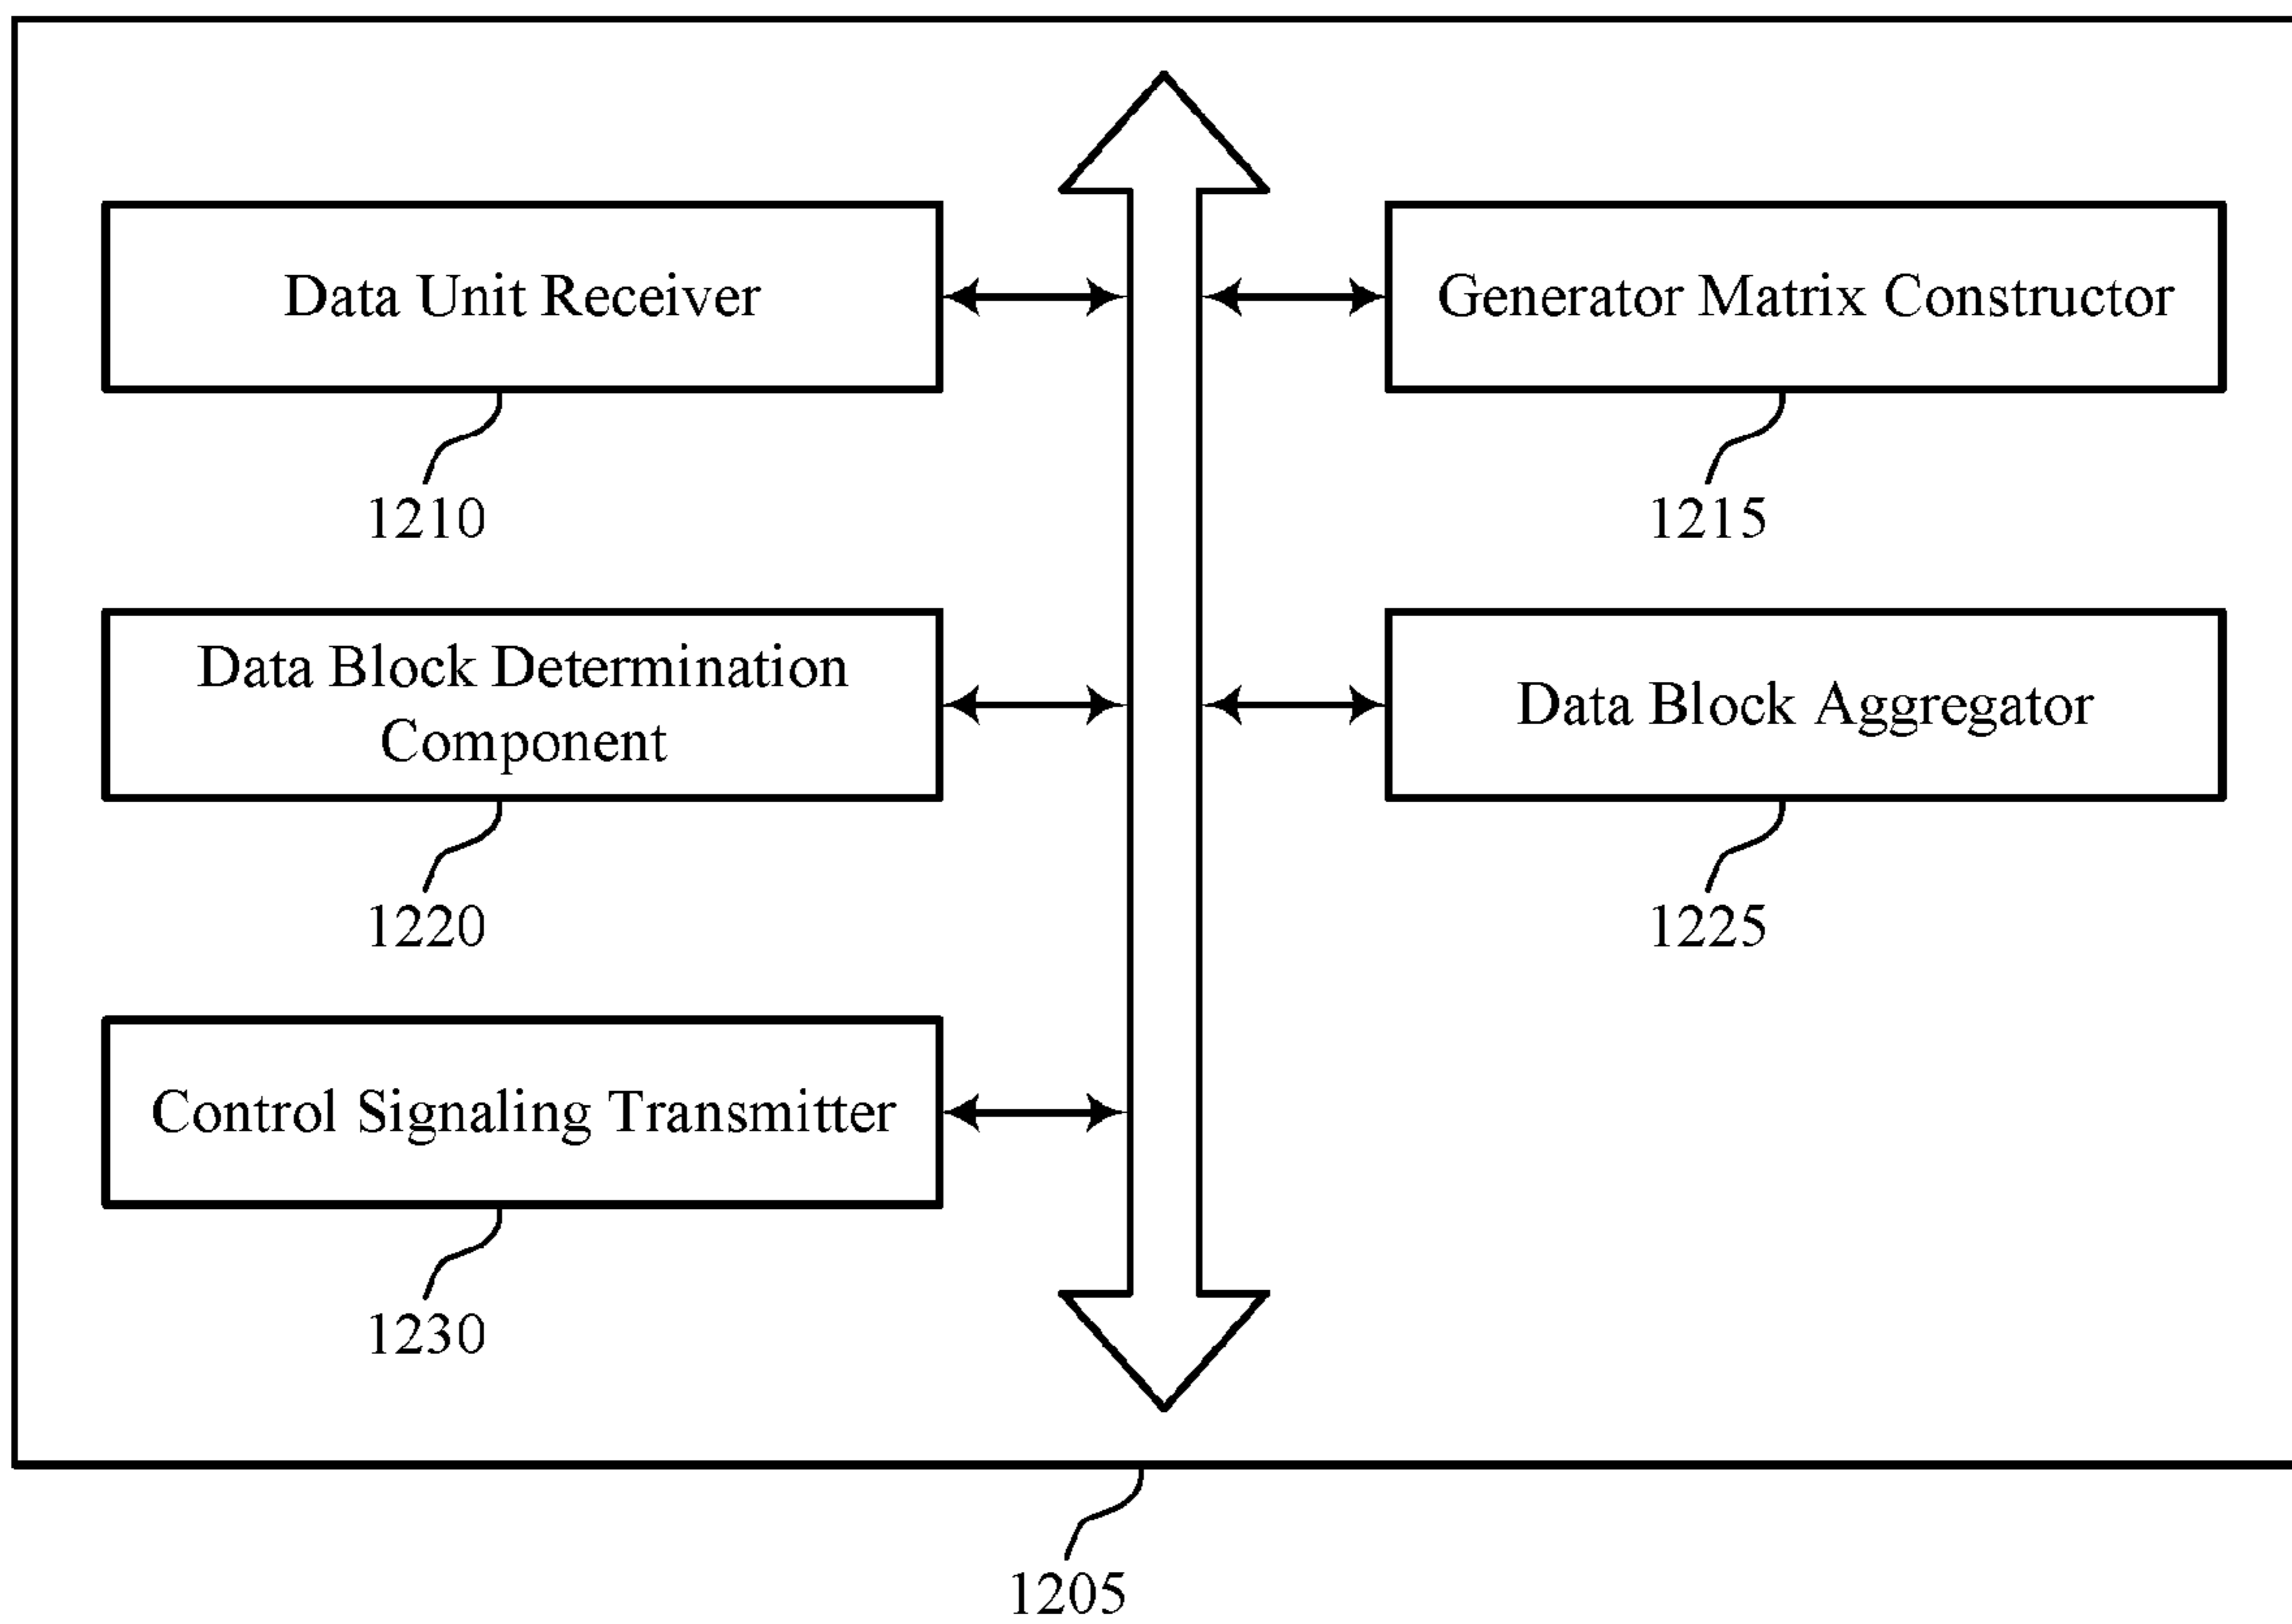 Data Unit Receiver
Generator Matrix Constructor
1210
1215
Data Block Determination
Component
Data Block Aggregator
1220
1225
Control Signaling Transmitter
1230
1205